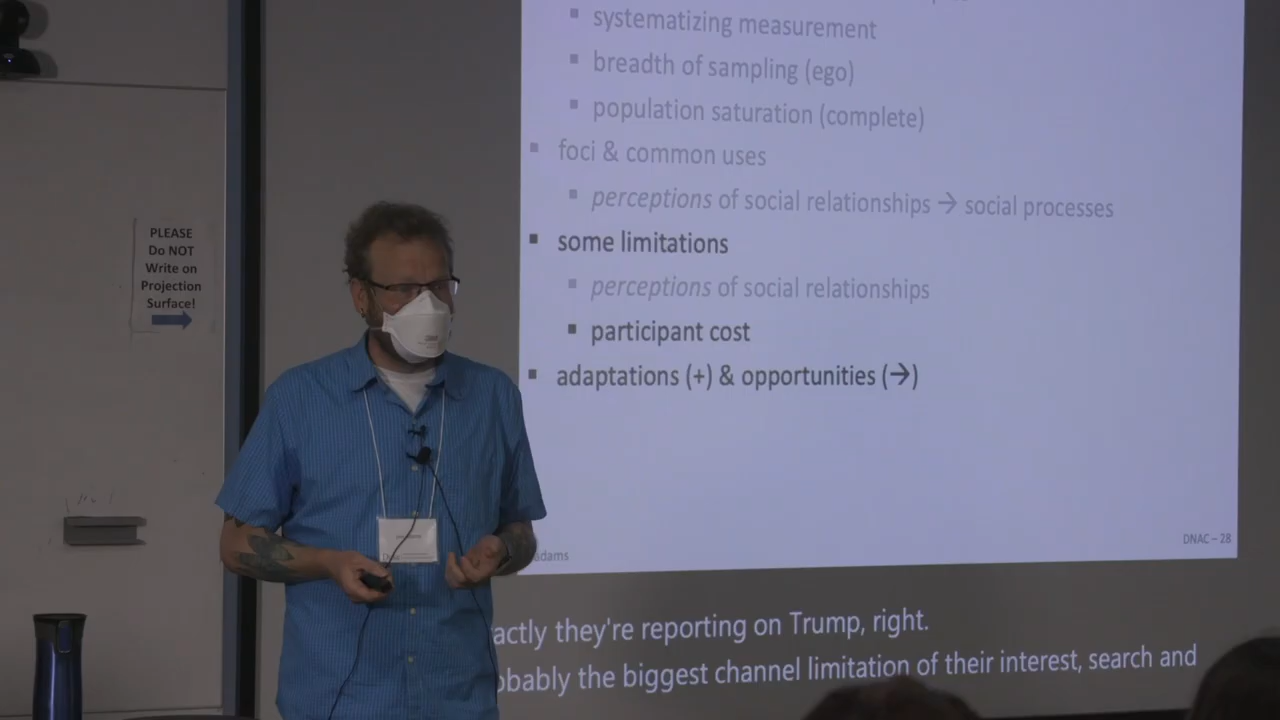 systematizing measurement
breadth of sampling (ego)
population saturation (complete)
foci & common uses
perceptions of social relationships → social processes
some limitations
perceptions of social relationships
participant cost
adaptations (+) & opportunities (→)
adams
DNAC – 28
PLEASE
Do NOT
Write on
Projection
Surface!
actly they're reporting on Trump, right.
obably the biggest channel limitation of their interest, search and